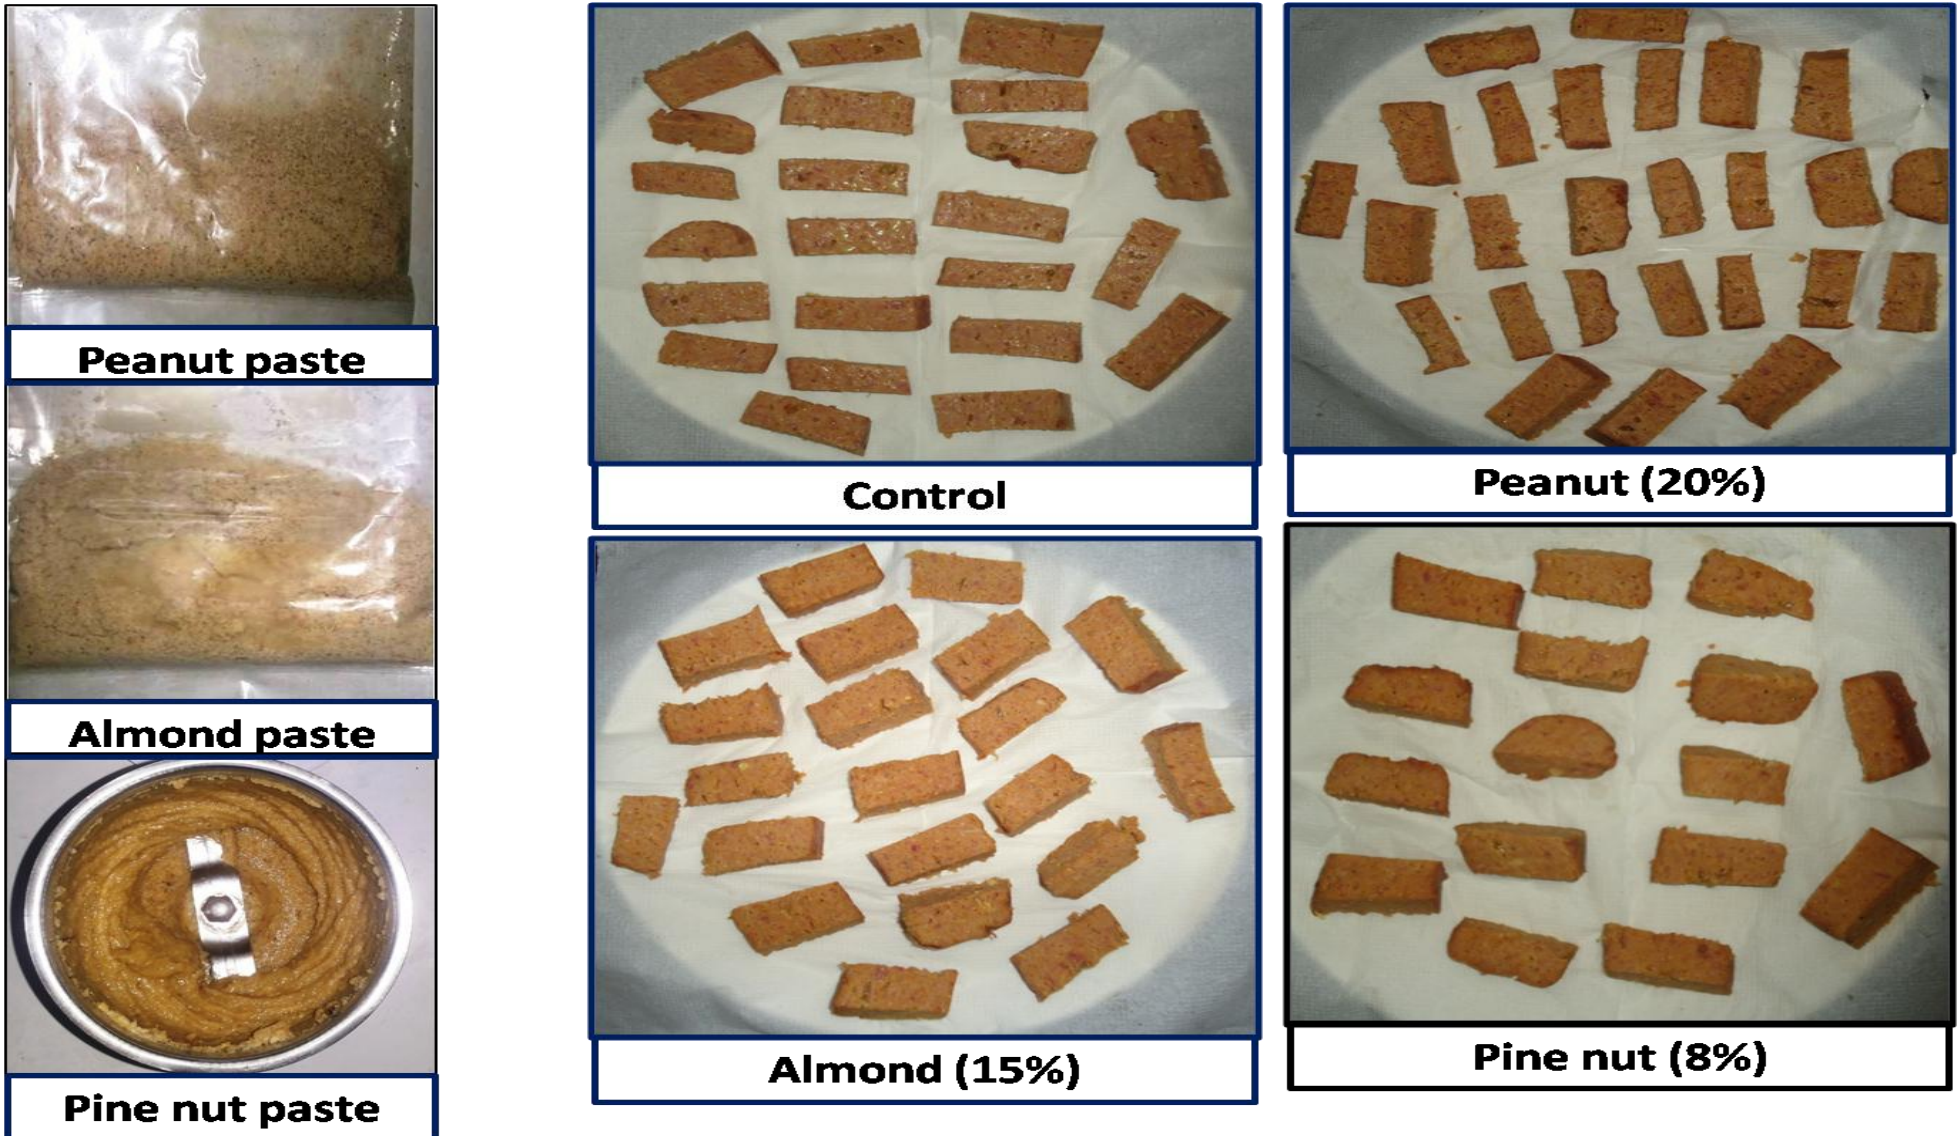 Peanut paste
Almond paste
Pine nut paste
Control
Peanut (20%)
Almond (15%)
Pine nut (8%)